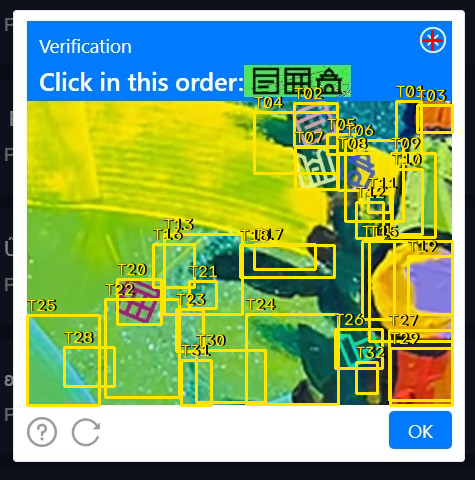 Verification
Click in this order:
T01
T02
T03
T04
T05
T06
T07
T08
T09
T10
T11
T12
T13
T15
T16
T17
T18
T19
T20
T21
T22
T23
T24
T25
T26
T27
T28
T29
T30
T31
T32
OK